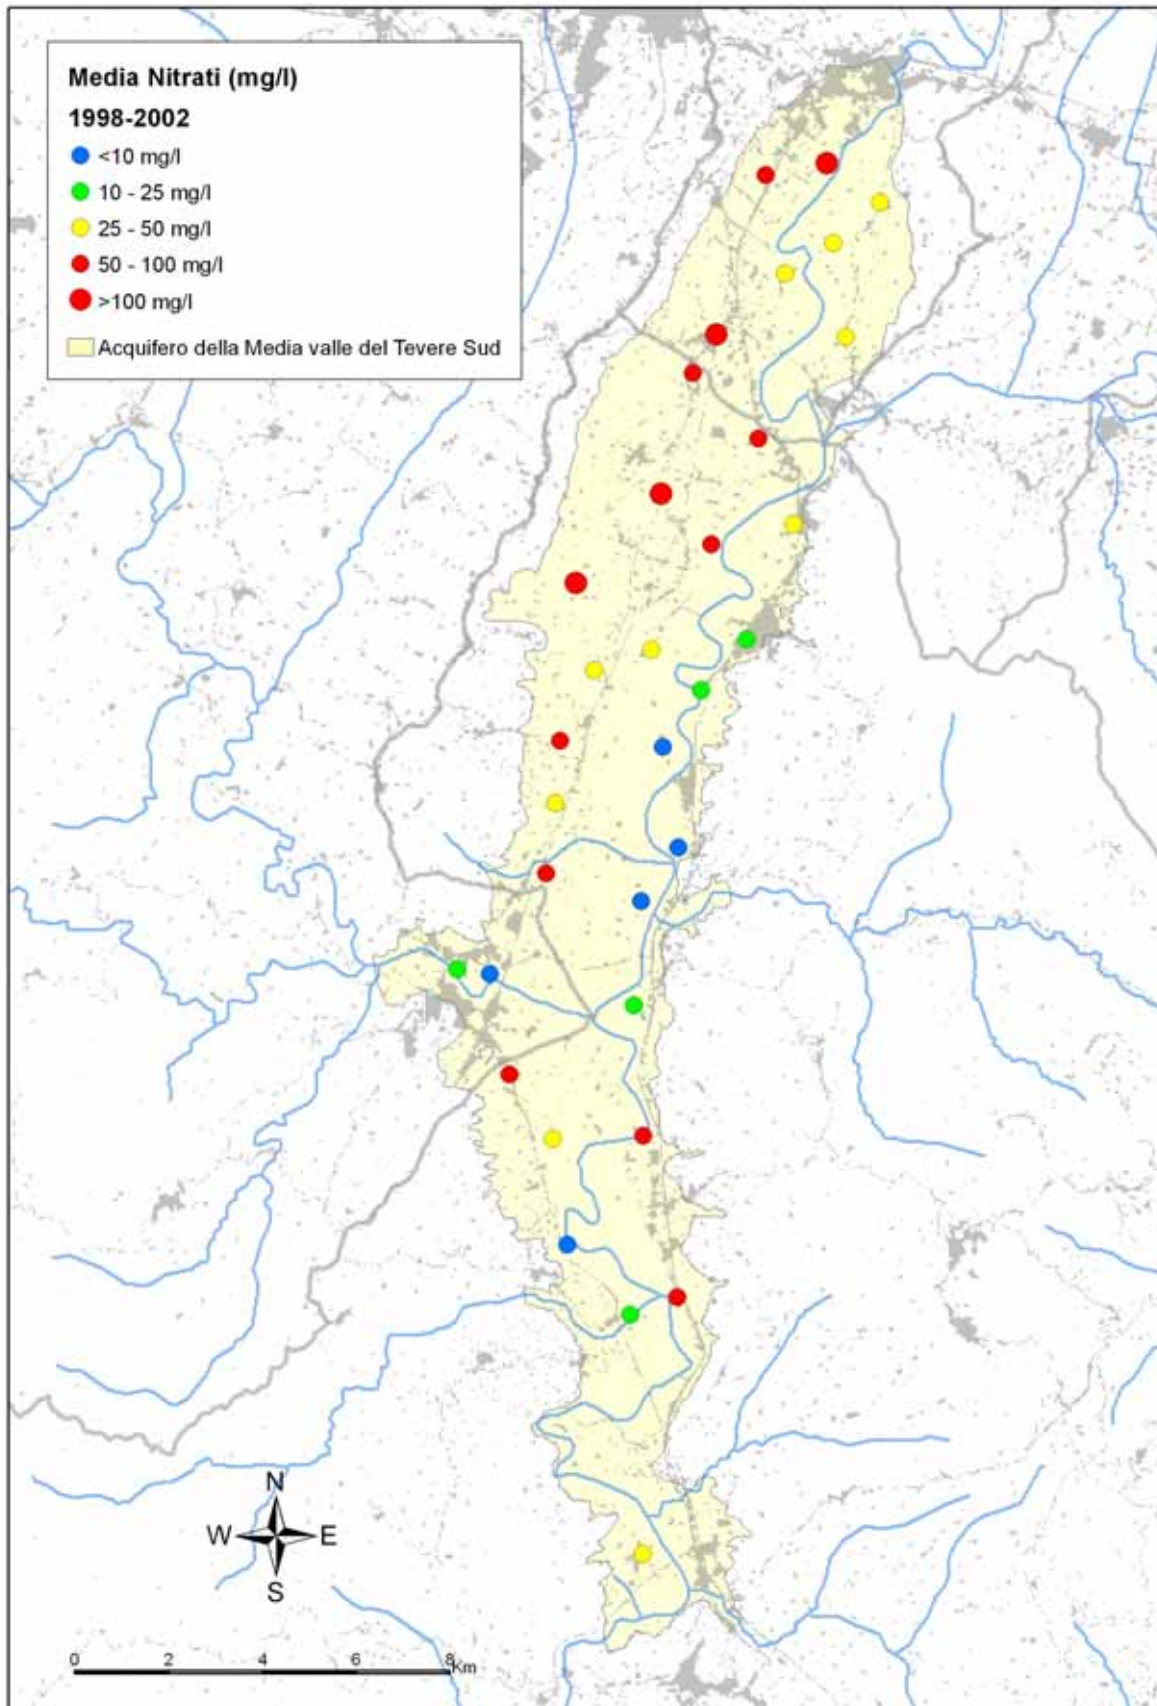 Media Nitrati (mg/l)
1998-2002
<10 mg/l
10 - 25 mg/l
25 - 50 mg/l
50 - 100 mg/l
>100 mg/l
Acquifero della Media valle del Tevere Sud
N
W E
S
0 2 4 6 8 Km